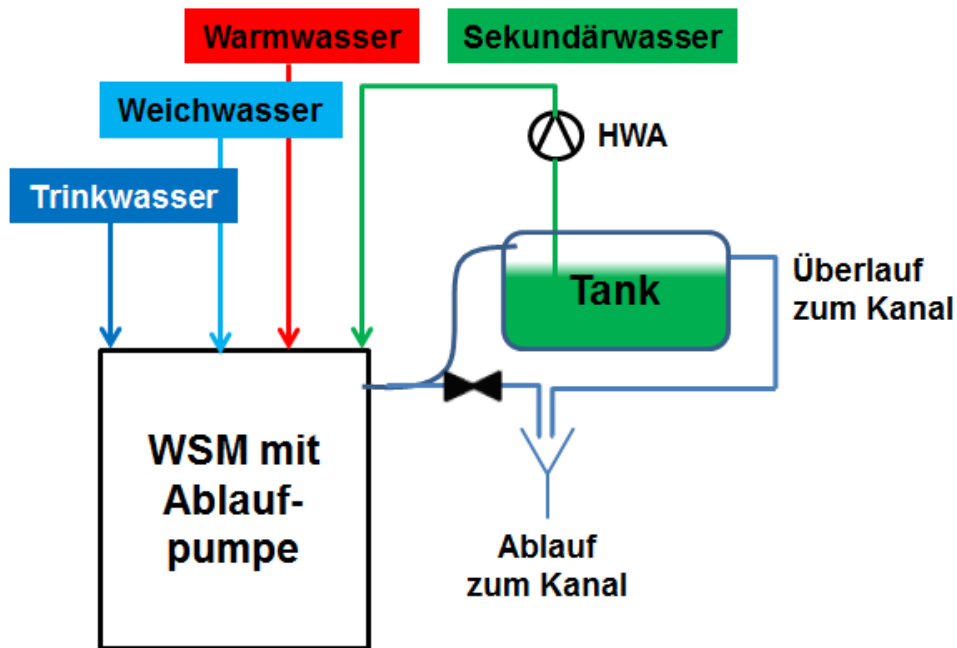 Warmwasser
Sekundärwasser
Weichwasser
HWA
Trinkwasser
Tank
Überlauf
zum Kanal
WSM mit
Ablauf-
pumpe
Ablauf
zum Kanal